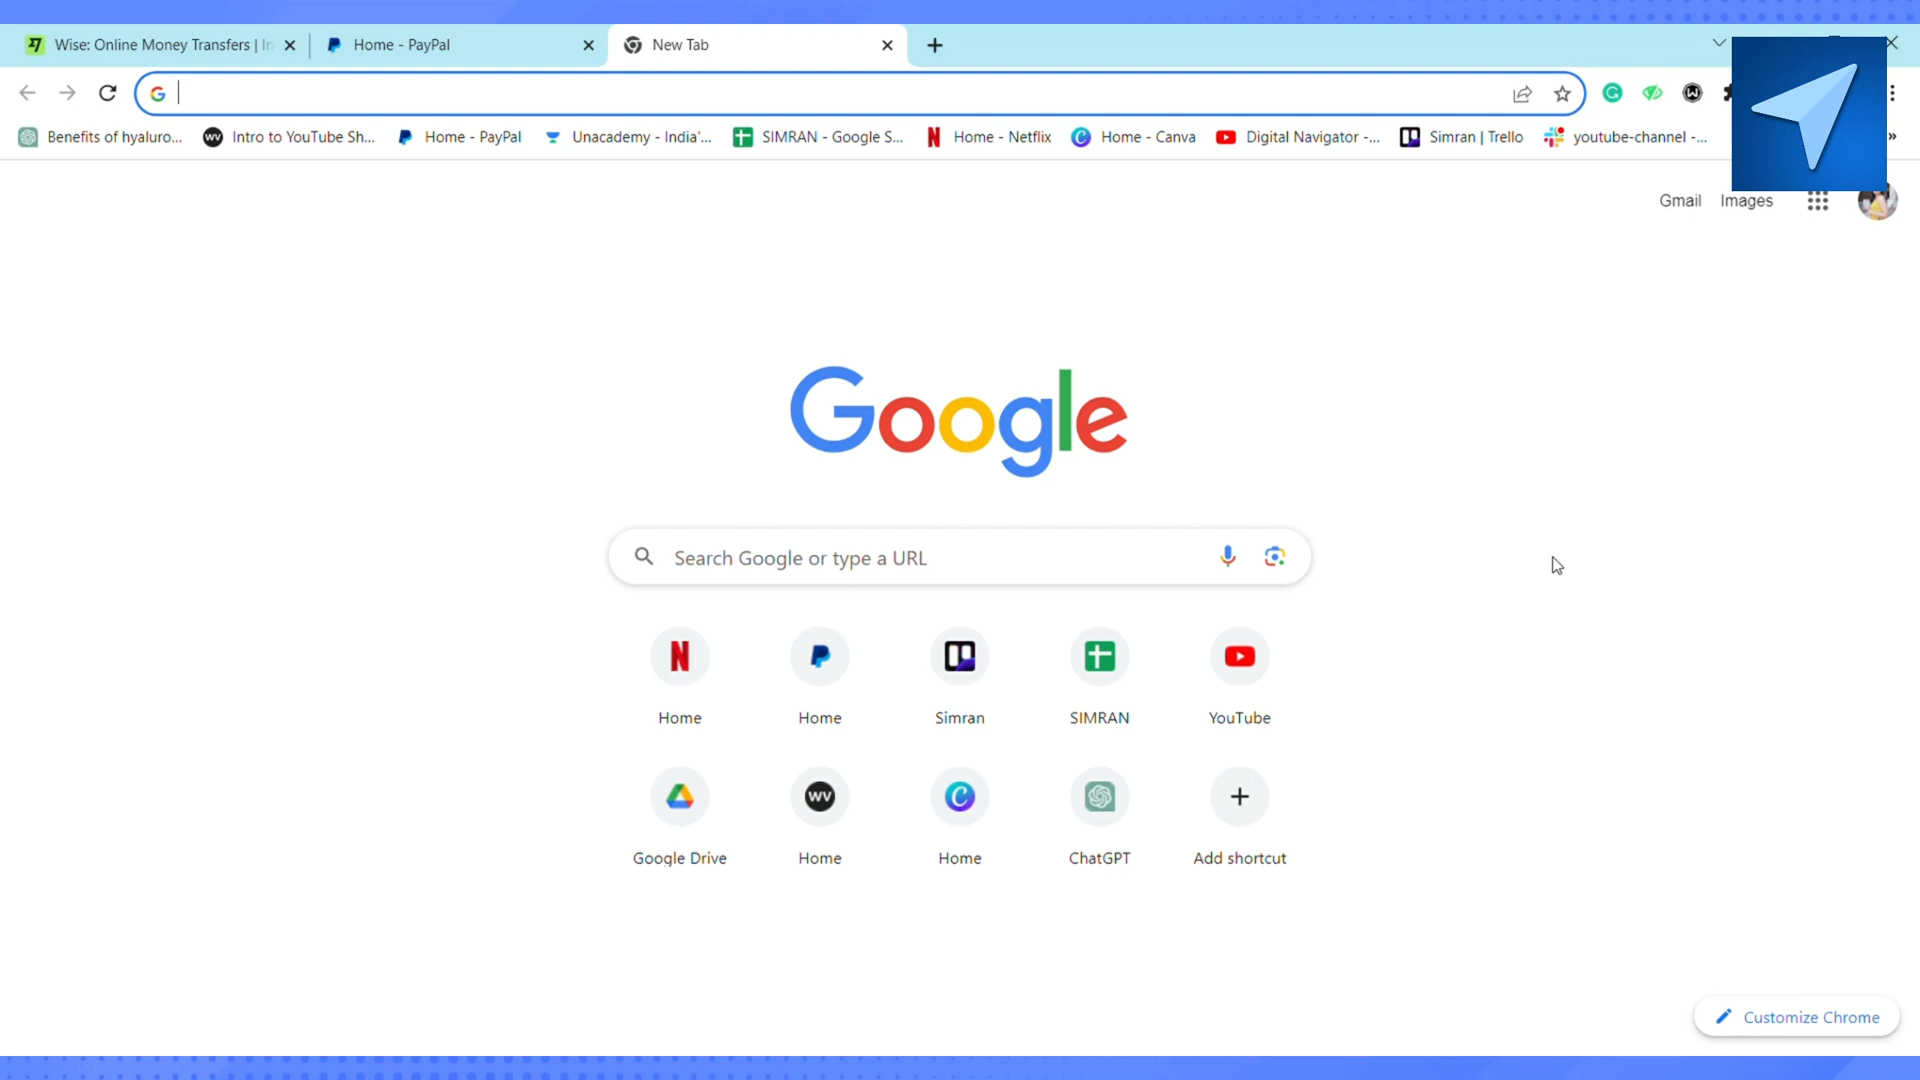 Wise: Online Money Transfers | In
Home - PayPal
New Tab
Benefits of hyaluro...
Intro to YouTube Sh...
Home - PayPal
Unacademy - India'...
SIMRAN - Google S...
Home - Netflix
Home - Canva
Digital Navigator -...
Simran | Trello
youtube-channel -...
Gmail
Images
Google
Search Google or type a URL
Home
Home
Simran
SIMRAN
YouTube
Google Drive
Home
Home
ChatGPT
Add shortcut
Customize Chrome